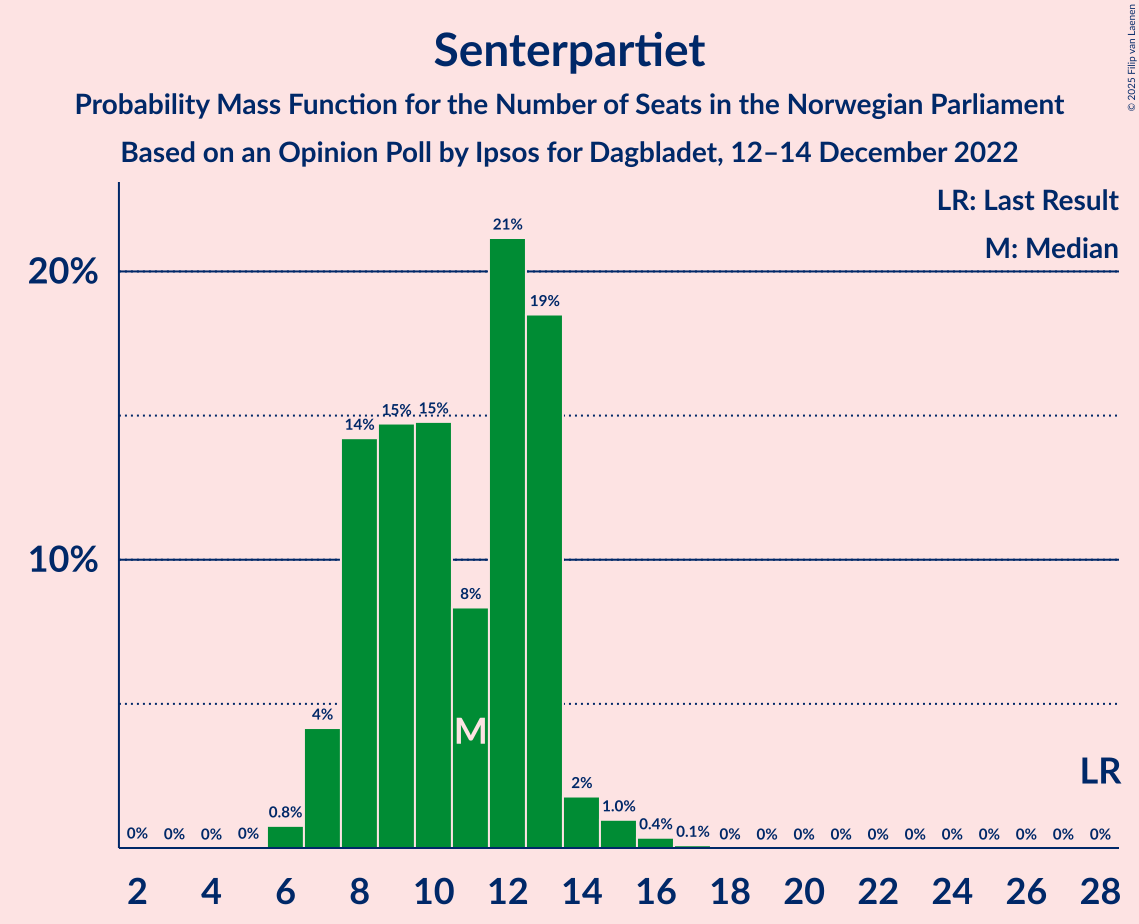 Senterpartiet
Probability Mass Function for the Number of Seats in the Norwegian Parliament
Based on an Opinion Poll by Ipsos for Dagbladet, 12–14 December 2022
© 2025 Filip van Laenen
LR: Last Result
M: Median
20%
10%
0% 0% 0% 0% 0.8% 4% 14% 15% 15% 8% 21% 19% 2% 1.0% 0.4% 0.1% 0% 0% 0% 0% 0% 0% 0% 0% 0% 0% 0%
M
LR
2 4 6 8 10 12 14 16 18 20 22 24 26 28